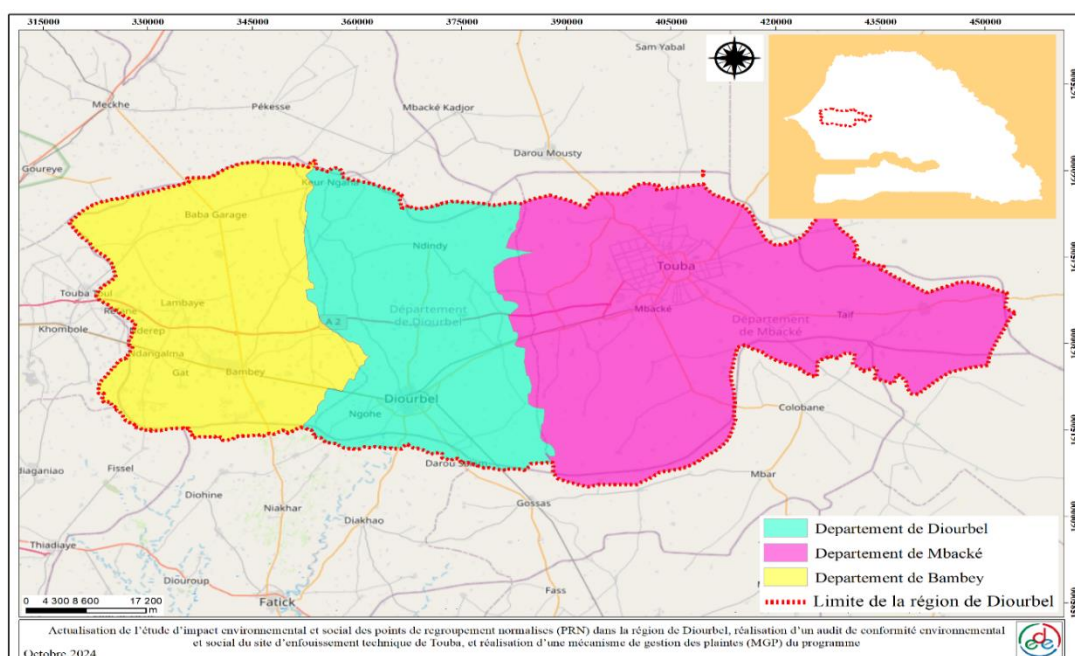 315000 330000 345000 360000 375000 390000 405000 420000 435000 450000
Sam Yabal
Meckhe
Pékesse
Mbacké Kadjor
Darou Mousty
Goureye
Keur Ngara
Baba Garage
Ndindy
Touba
Touba Toul
Lambaye
A 2
Département
de Diourbel
Mbacké
Département
de Mbacké
Taif
Khombole
Ndangalma
Gat
Bambey
Diourbel
Ngohe
Colobane
Fissel
Darou
Gossas
Mbar
Diohine
Niakhar
Diakhao
Thiadiaye
Diouroup
Fatick
Fass
Departement de Diourbel
Departement de Mbacké
Departement de Bambey
Limite de la région de Diourbel
0 4 300 8 600 17 200
m
Actualisation de l'étude d'impact environnemental et social des points de regroupement normalises (PRN) dans la région de Diourbel, réalisation d'un audit de conformité environnemental
et social du site d'enfouissement technique de Touba, et réalisation d'une mécanisme de gestion des plaintes (MGP) du programme
Octobre 2024